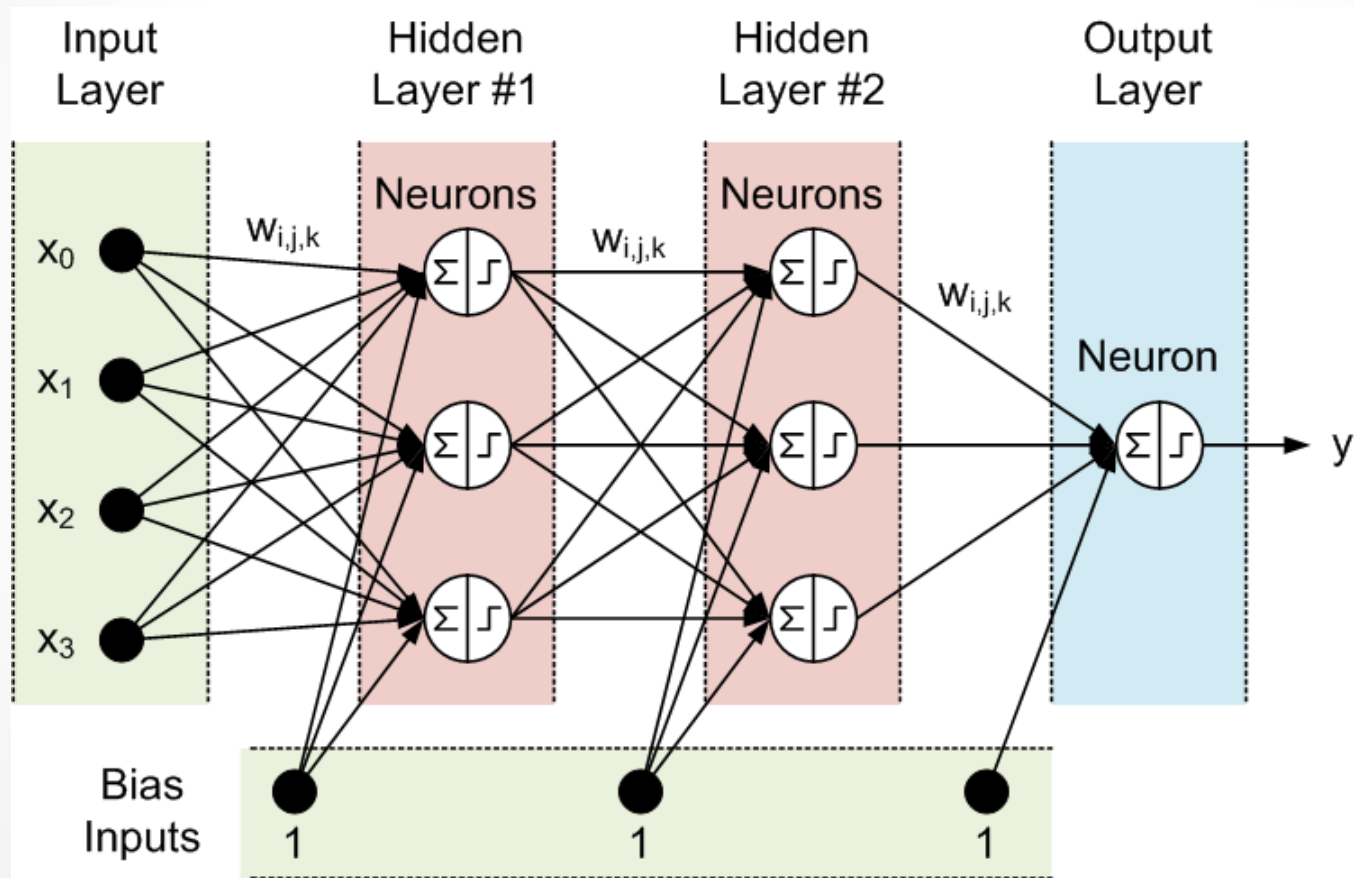 Input
Layer
Hidden
Layer #1
Hidden
Layer #2
Output
Layer
Neurons
Neurons
Neuron
x₀
x₁
x₂
x₃
wᵢ,ⱼ,ₖ
wᵢ,ⱼ,ₖ
wᵢ,ⱼ,ₖ
Σ
Σ
Σ
Σ
Σ
Σ
Σ
y
Bias
Inputs
1
1
1